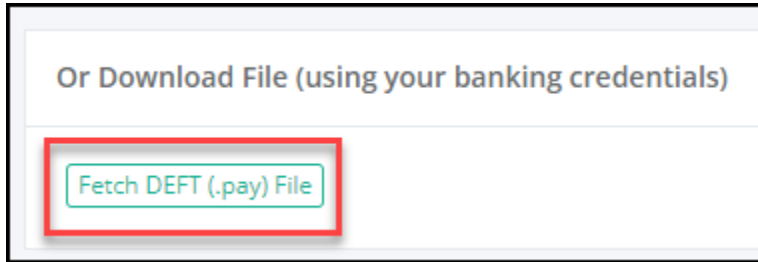 Or Download File (using your banking credentials)
Fetch DEFT (.pay) File